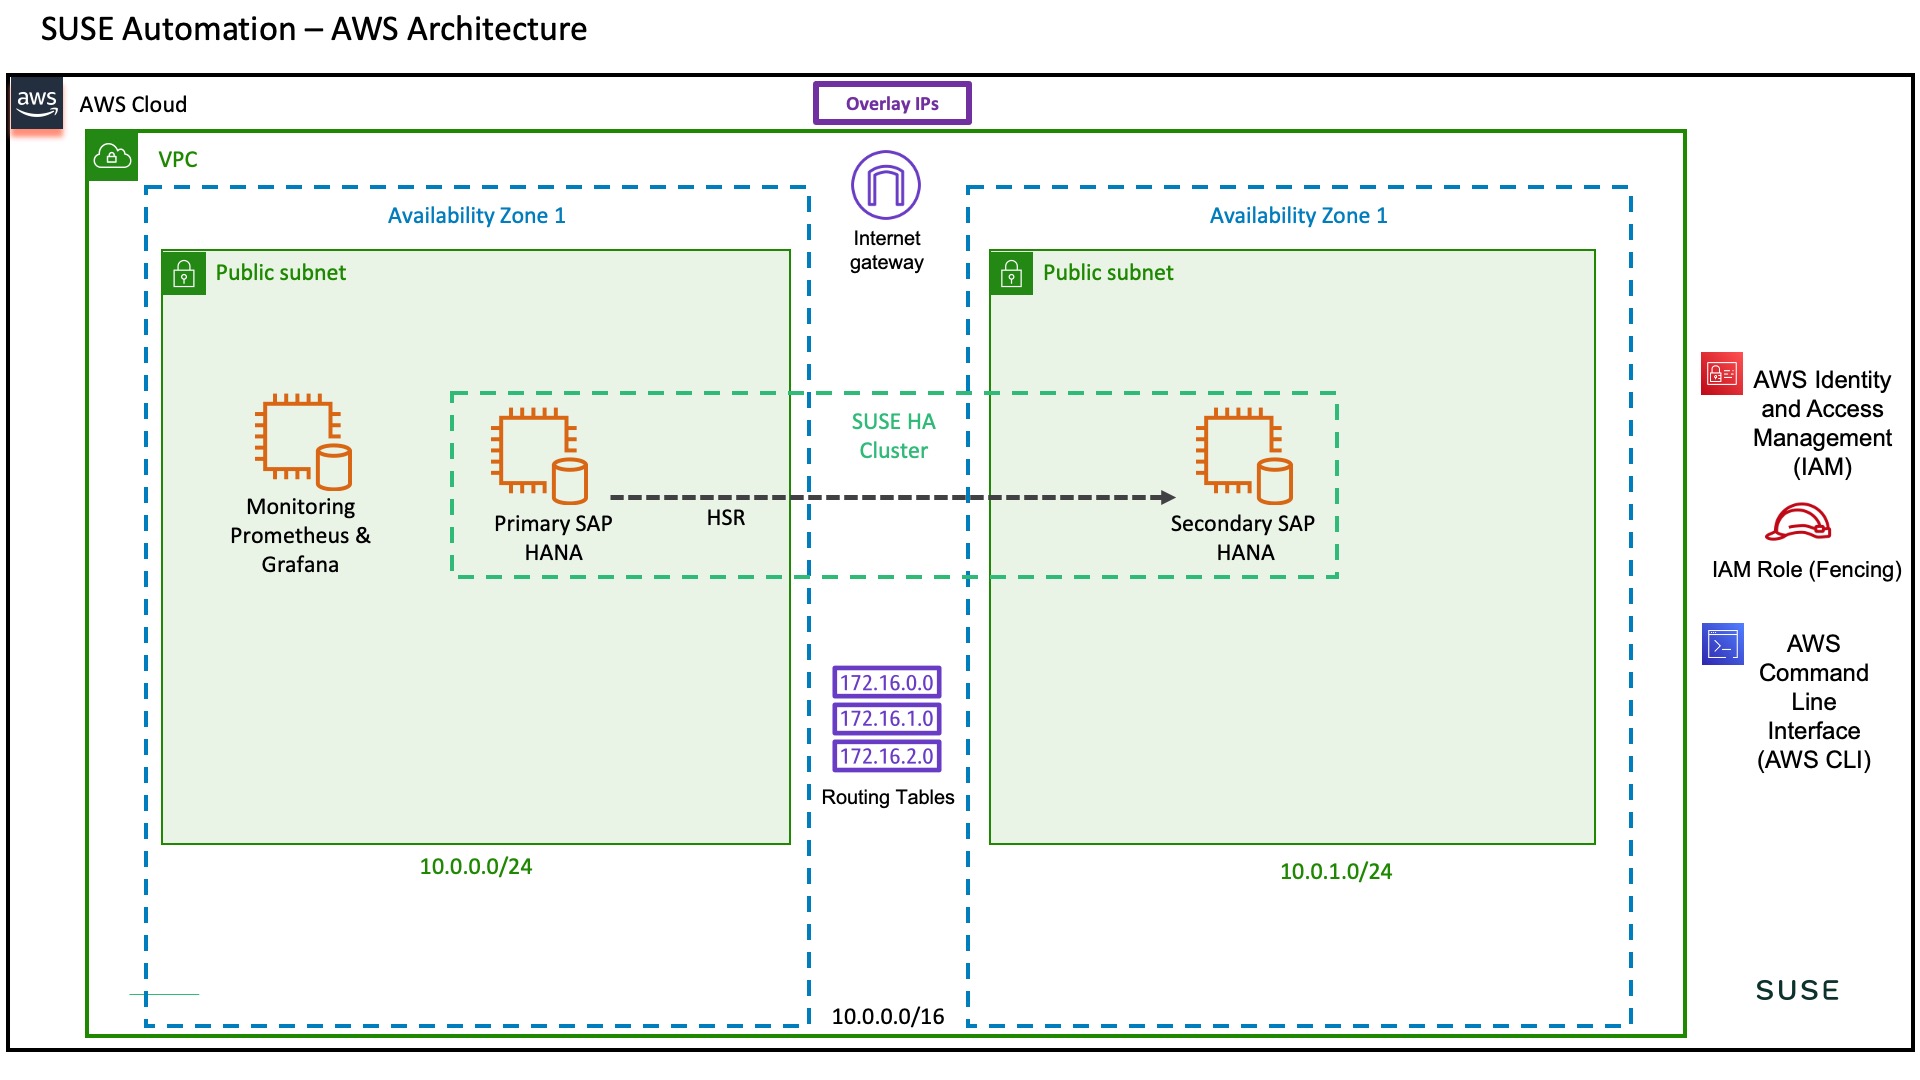 SUSE Automation – AWS Architecture
aws
AWS Cloud
Overlay IPs
VPC
Availability Zone 1
Public subnet
Internet
gateway
Availability Zone 1
Public subnet
Monitoring
Prometheus &
Grafana
Primary SAP
HANA
HSR
SUSE HA
Cluster
Secondary SAP
HANA
172.16.0.0
172.16.1.0
172.16.2.0
Routing Tables
10.0.0.0/24
10.0.1.0/24
10.0.0.0/16
AWS Identity
and Access
Management
(IAM)
IAM Role (Fencing)
AWS
Command
Line
Interface
(AWS CLI)
SUSE